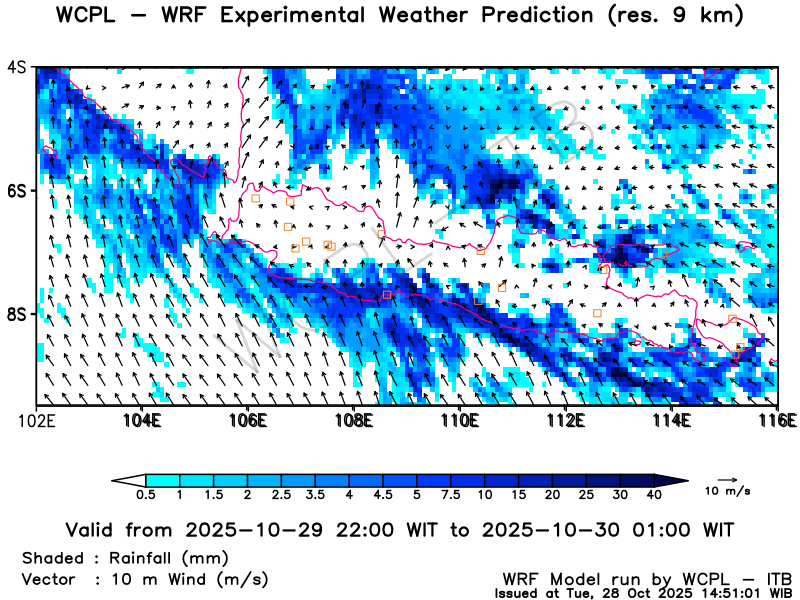 WCPL – WRF Experimental Weather Prediction (res. 9 km)
4S
6S
8S
102E 104E 106E 108E 110E 112E 114E 116E
0.5 1 1.5 2 2.5 3.5 4 4.5 5 7.5 10 15 20 25 30 40
10 m/s
Valid from 2025–10–29 22:00 WIT to 2025–10–30 01:00 WIT
Shaded : Rainfall (mm)
Vector : 10 m Wind (m/s)
WRF Model run by WCPL – ITB
Issued at Tue, 28 Oct 2025 14:51:01 WIB